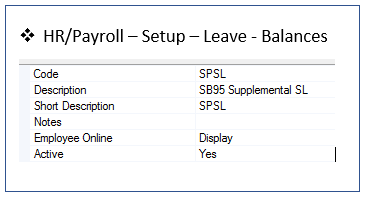 ❖ HR/Payroll – Setup – Leave - Balances
Code SPSL
Description SB95 Supplemental SL
Short Description SPSL
Notes
Employee Online Display
Active Yes